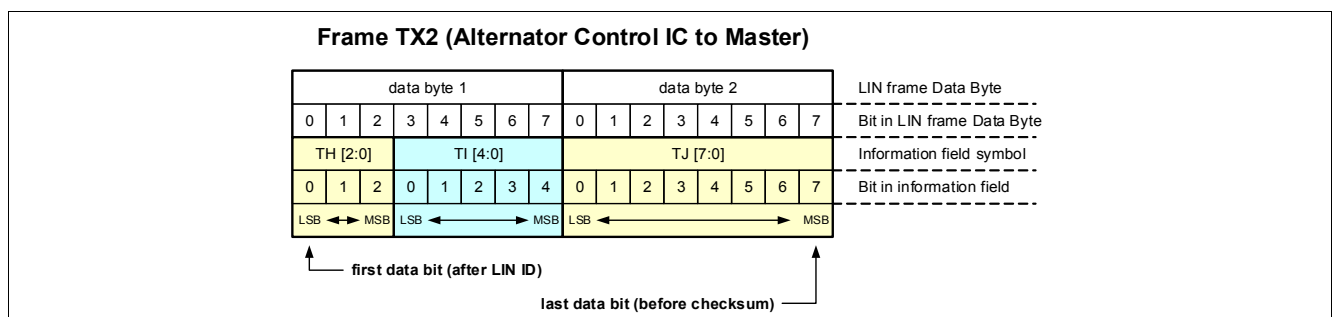 Frame TX2 (Alternator Control IC to Master)
data byte 1 data byte 2 LIN frame Data Byte
0 1 2 3 4 5 6 7 0 1 2 3 4 5 6 7 Bit in LIN frame Data Byte
TH [2:0] TI [4:0] TJ [7:0] Information field symbol
0 1 2 0 1 2 3 4 0 1 2 3 4 5 6 7 Bit in information field
LSB MSB LSB MSB LSB MSB
first data bit (after LIN ID)
last data bit (before checksum)